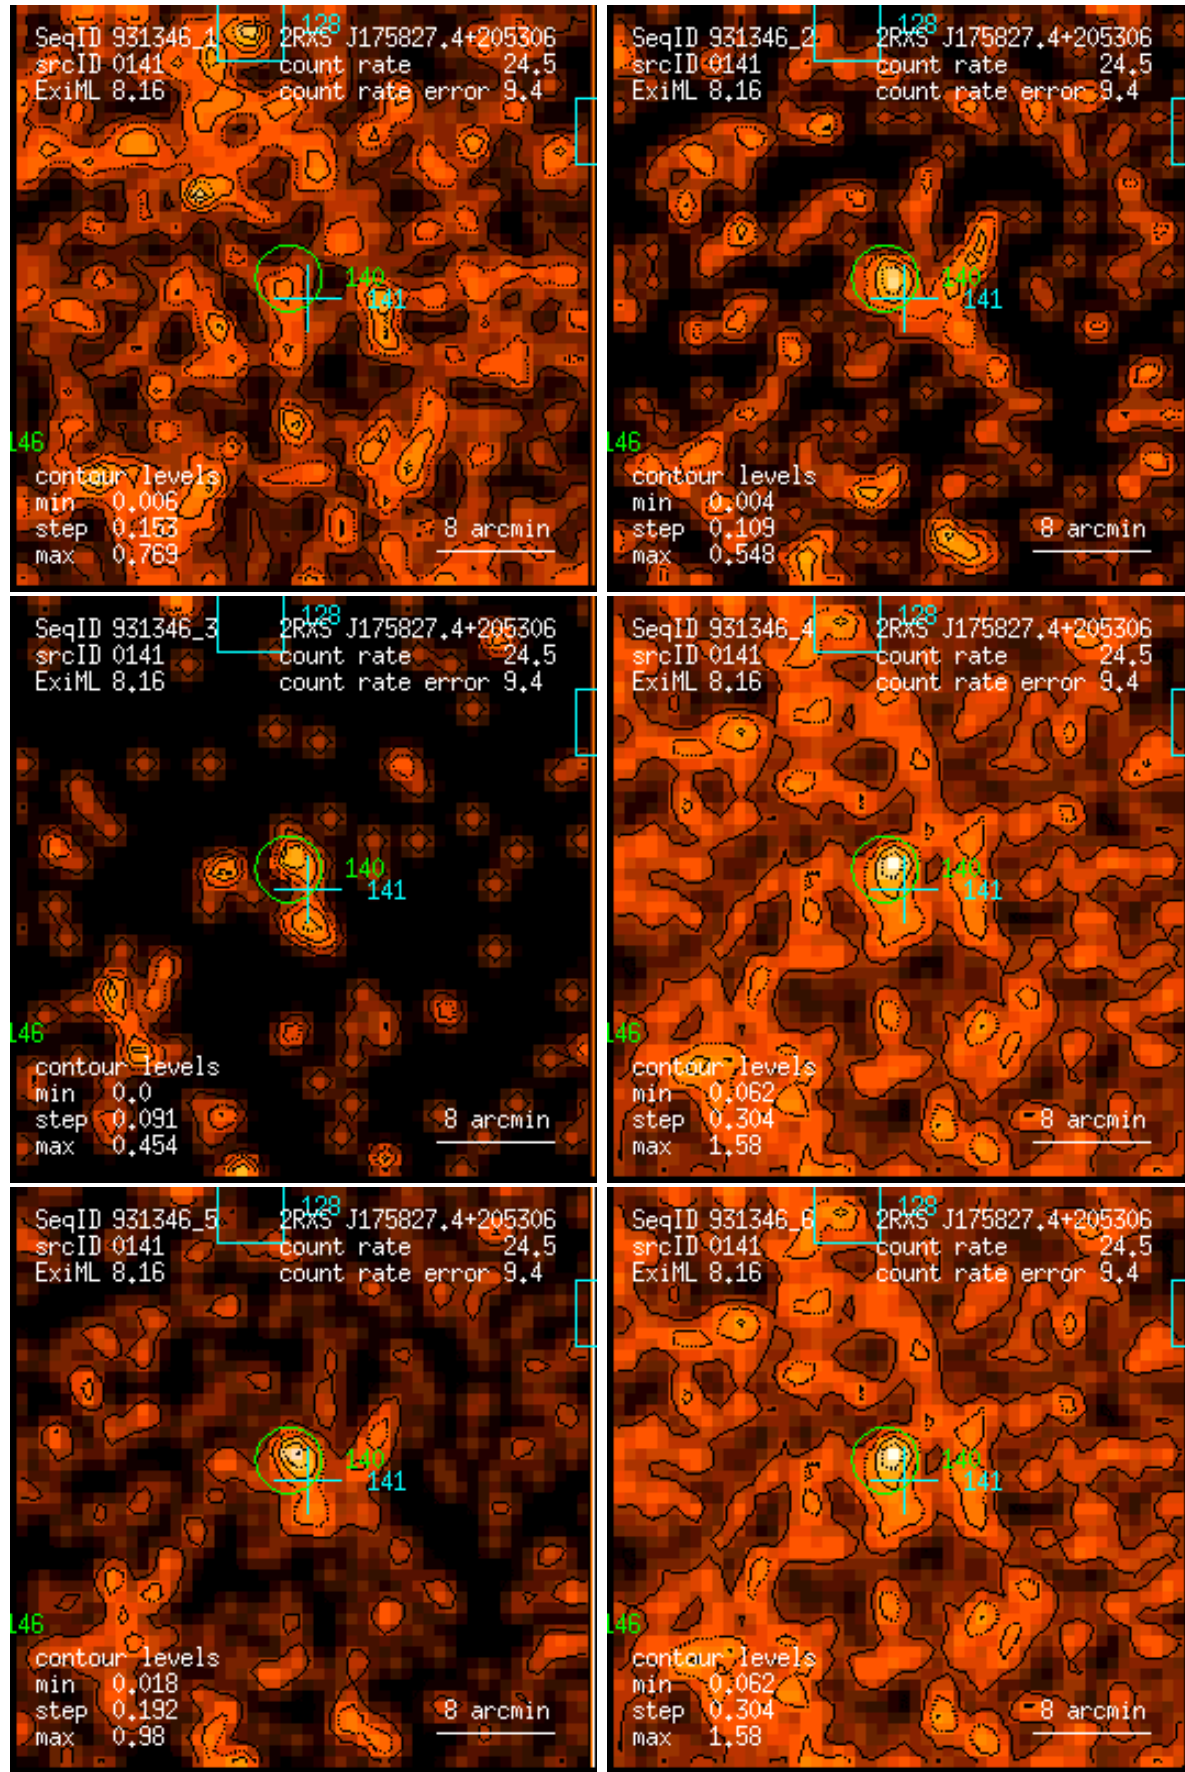 128
SeqID 931346_1 2RXS J175827.4+205306
srcID 0141 count rate 24.5
ExiML 8.16 count rate error 9.4
140
141
146
contour levels
min 0.006
step 0.153
max 0.769
8 arcmin
128
SeqID 931346_2 2RXS J175827.4+205306
srcID 0141 count rate 24.5
ExiML 8.16 count rate error 9.4
140
141
146
contour levels
min 0.004
step 0.109
max 0.548
8 arcmin
128
SeqID 931346_3 2RXS J175827.4+205306
srcID 0141 count rate 24.5
ExiML 8.16 count rate error 9.4
140
141
146
contour levels
min 0.0
step 0.091
max 0.454
8 arcmin
128
SeqID 931346_4 2RXS J175827.4+205306
srcID 0141 count rate 24.5
ExiML 8.16 count rate error 9.4
140
141
146
contour levels
min 0.062
step 0.304
max 1.58
8 arcmin
128
SeqID 931346_5 2RXS J175827.4+205306
srcID 0141 count rate 24.5
ExiML 8.16 count rate error 9.4
140
141
146
contour levels
min 0.018
step 0.192
max 0.98
8 arcmin
128
SeqID 931346_6 2RXS J175827.4+205306
srcID 0141 count rate 24.5
ExiML 8.16 count rate error 9.4
140
141
146
contour levels
min 0.062
step 0.304
max 1.58
8 arcmin